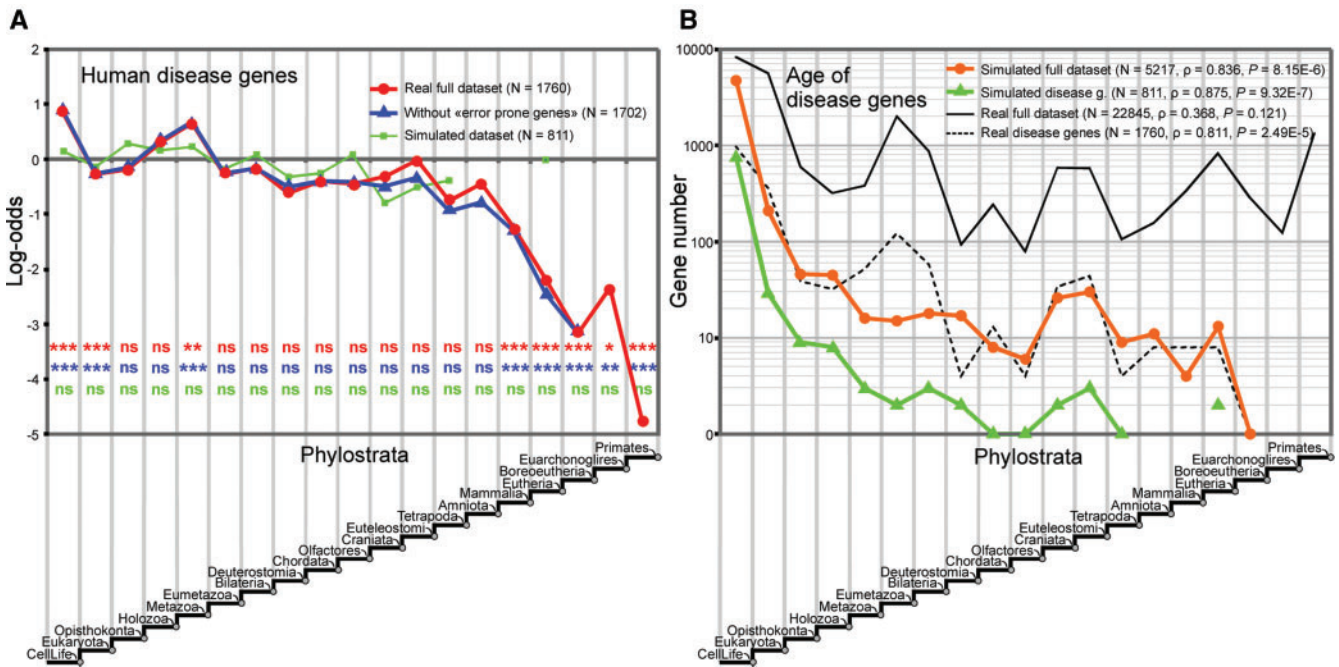 A
2
1
0
-1
-2
-3
-4
-5
Log-odds
Human disease genes
Real full dataset (N = 1760)
Without «error prone genes» (N = 1702)
Simulated dataset (N = 811)
*** *** ns ns ** ns ns ns ns ns ns ns ns ns *** *** *** * ***
*** *** ns ns *** ns ns ns ns ns ns ns ns ns *** *** *** ** ***
ns ns ns ns ns ns ns ns ns ns ns ns ns ns ns ns ns ns ns
Phylostrata
Primates
Euarchonoglires
Boreoeutheria
Eutheria
Mammalia
Amniota
Tetrapoda
Euteleostomi
Craniata
Olfactores
Chordata
Deuterostomia
Bilateria
Eumetazoa
Metazoa
Holozoa
Opisthokonta
Eukaryota
CellLife
B
10000
1000
100
10
0
Gene number
Age of
disease genes
Simulated full dataset (N = 5217, ρ = 0.836, P = 8.15E-6)
Simulated disease g. (N = 811, ρ = 0.875, P = 9.32E-7)
Real full dataset (N = 22845, ρ = 0.368, P = 0.121)
Real disease genes (N = 1760, ρ = 0.811, P = 2.49E-5)
Phylostrata
Primates
Euarchonoglires
Boreoeutheria
Eutheria
Mammalia
Amniota
Tetrapoda
Euteleostomi
Craniata
Olfactores
Chordata
Deuterostomia
Bilateria
Eumetazoa
Metazoa
Holozoa
Opisthokonta
Eukaryota
CellLife